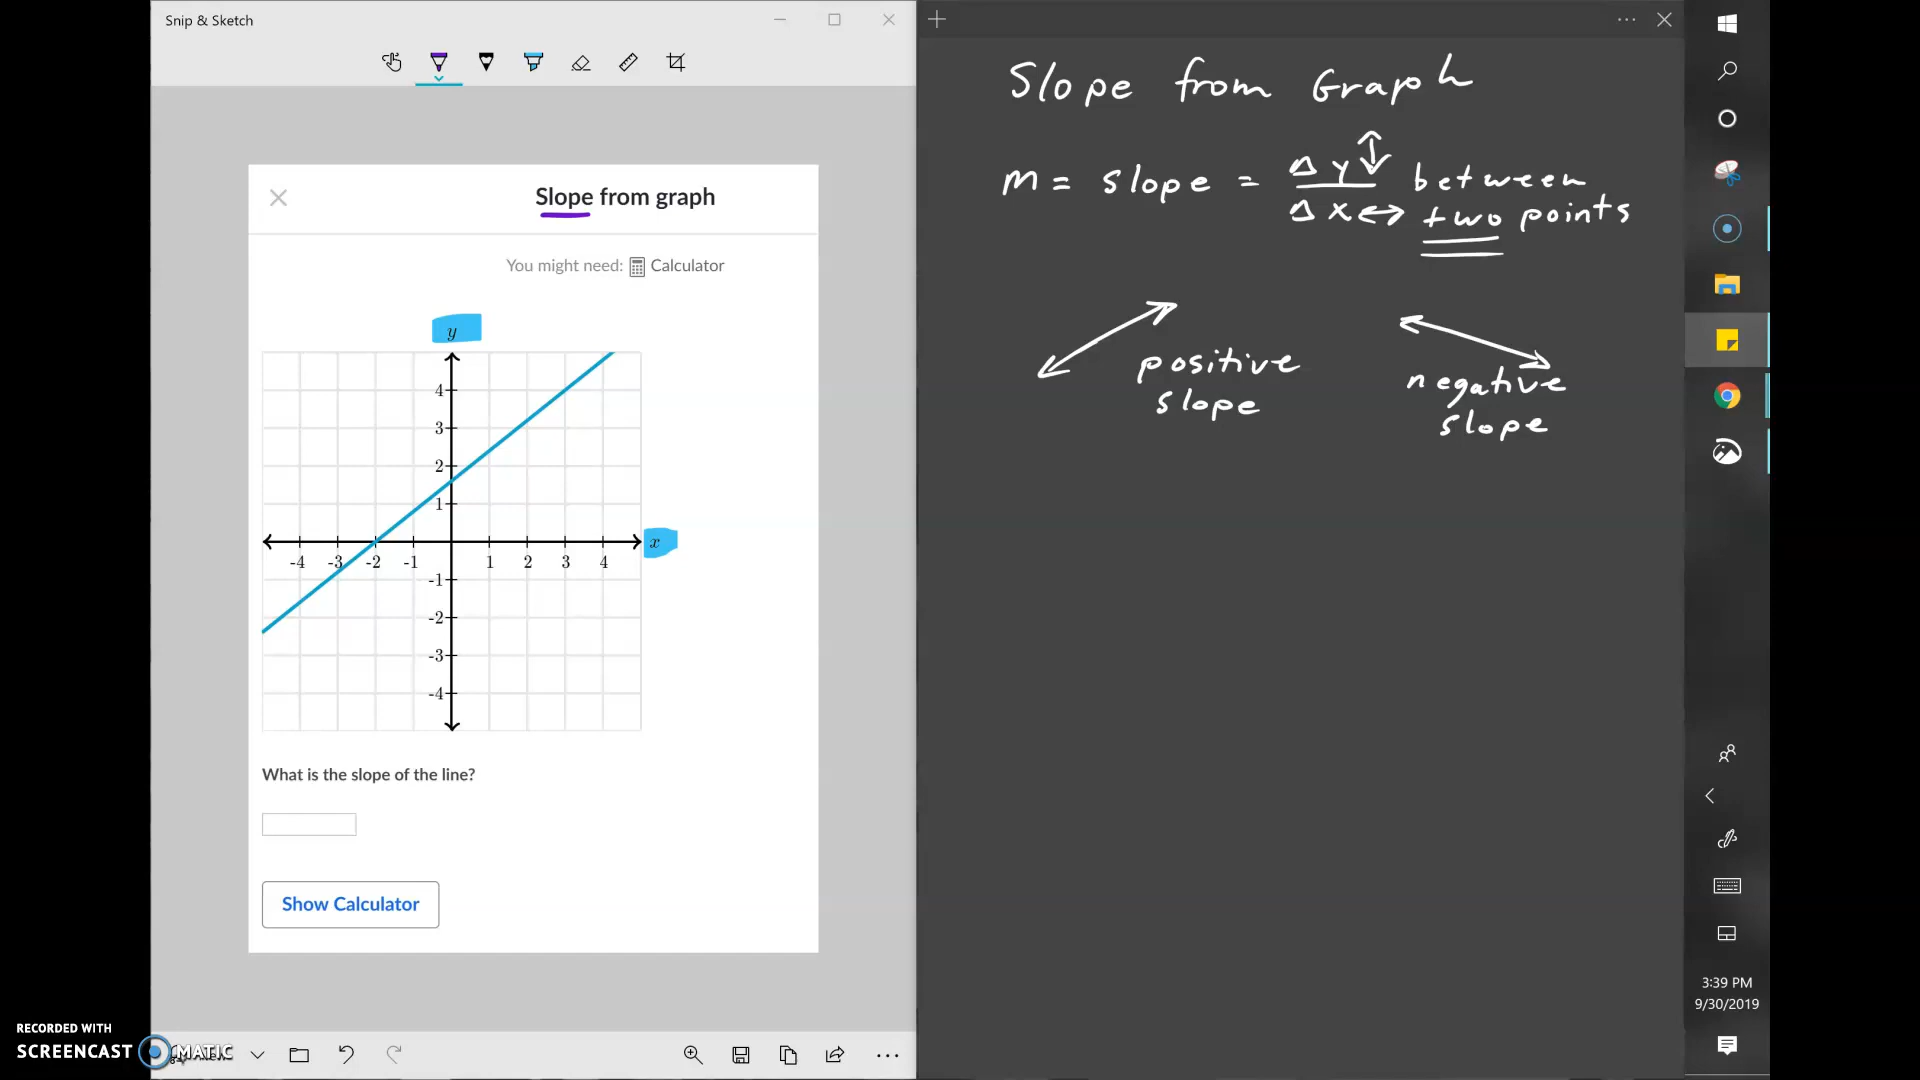 Snip & Sketch
Slope from graph
You might need: Calculator
y
4
3
2
1
x
-4 -3 -2 -1 1 2 3 4
-1
-2
-3
-4
What is the slope of the line?
Show Calculator
RECORDED WITH
SCREENCAST MATIC
Slope from Graph
m = slope = Δy↕ between
Δx↔ two points
positive
slope
negative
slope
3:39 PM
9/30/2019